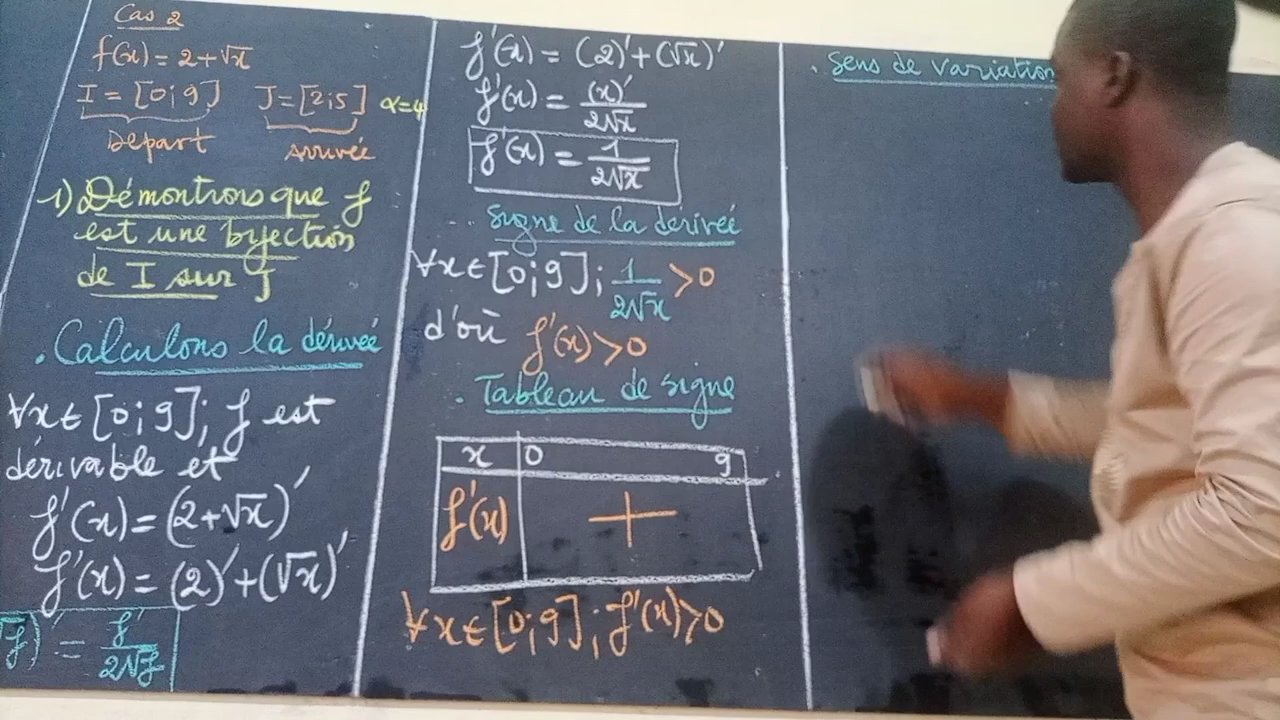 Cas 2
f(x) = 2 + √x
I = [0; 9] J = [2; 5] α = 4
Départ Arrivée
1) Démontrons que f
est une bijection
de I sur J
. Calculons la dérivée
∀x ∈ [0; 9]; f est
dérivable et
f'(x) = (2 + √x)'
f'(x) = (2)' + (√x)'
(√f)' = f'/2√f
f'(x) = (2)' + (√x)'
f'(x) = (x)'/2√x
f'(x) = 1/2√x
.. Signe de la derivée
∀x ∈ [0; 9]; 1/2√x > 0
d'où f'(x) > 0
. Tableau de signe
x 0 9
f'(x) +
∀x ∈ [0; 9]; f'(x) ⩾ 0
. Sens de variation